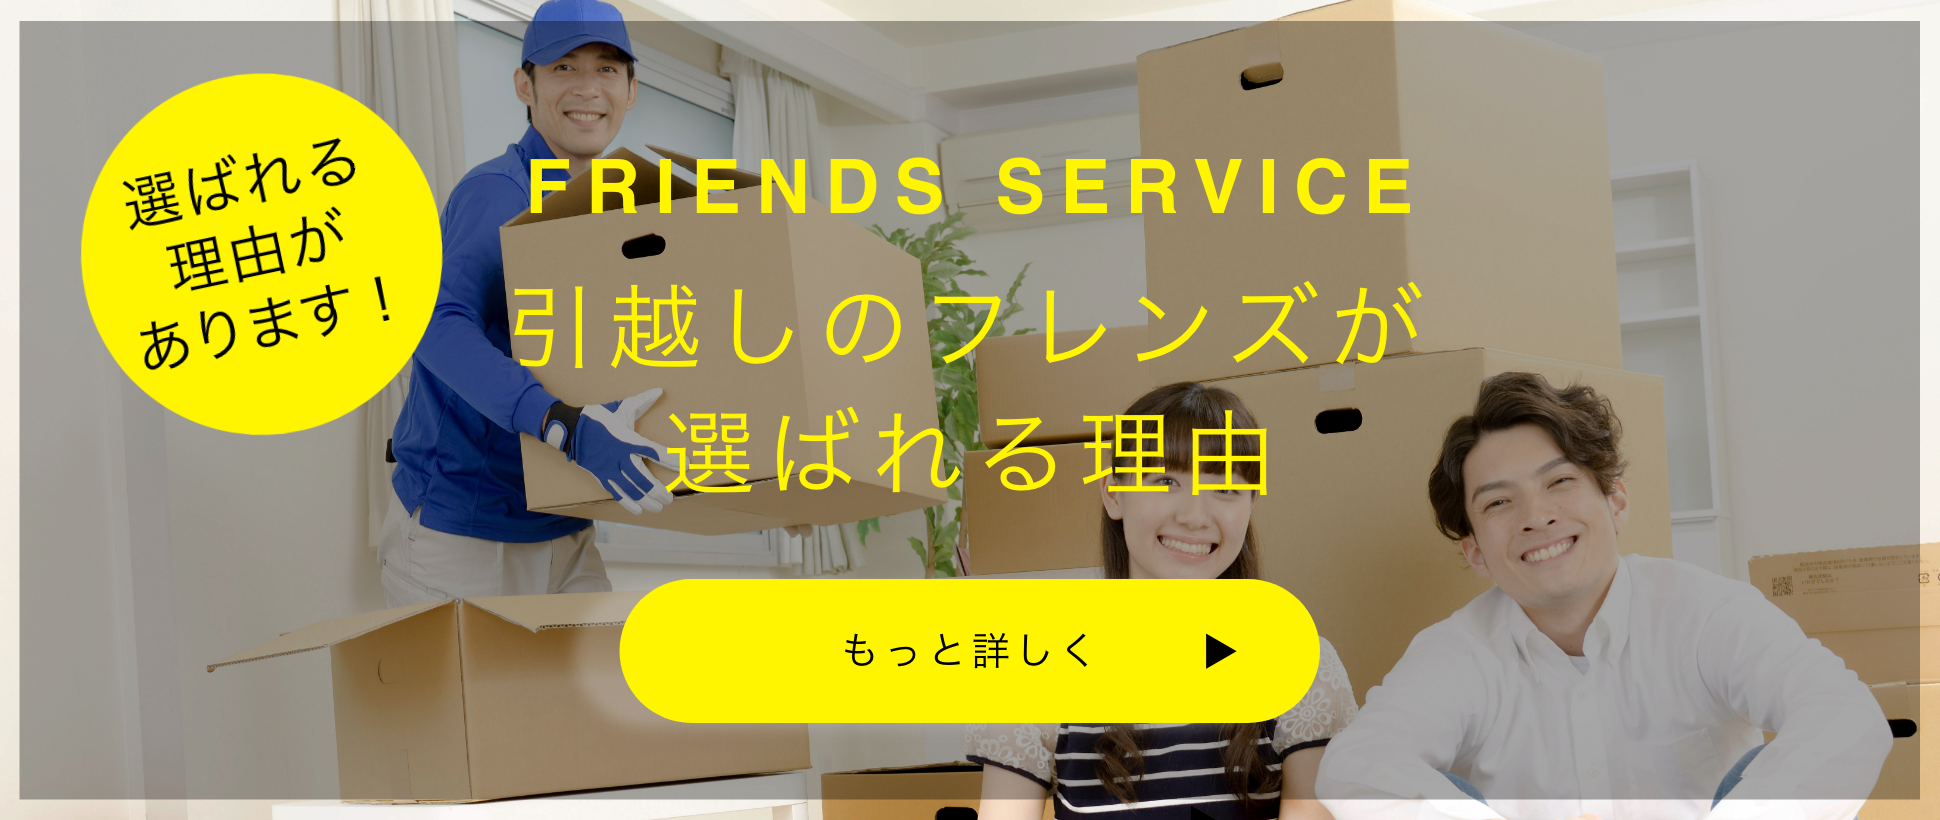 選ばれる
理由が
あります！
FRIENDS SERVICE
引越しのフレンズが
選ばれる理由
もっと詳しく ▶